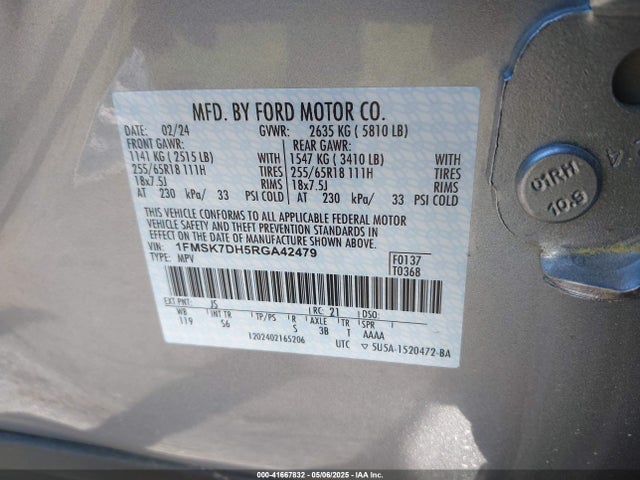 MFD. BY FORD MOTOR CO.
DATE: 02/24 GVWR: 2635 KG ( 5810 LB)
FRONT GAWR: REAR GAWR:
1141 KG ( 2515 LB) WITH 1547 KG ( 3410 LB) WITH
255/65R18 111H TIRES 255/65R18 111H TIRES
18x7.5J RIMS 18x7.5J RIMS
AT 230 kPa/ 33 PSI COLD AT 230 kPa/ 33 PSI COLD
THIS VEHICLE CONFORMS TO ALL APPLICABLE FEDERAL MOTOR
VEHICLE SAFETY AND THEFT PREVENTION STANDARDS IN
EFFECT ON THE DATE OF MANUFACTURE SHOWN ABOVE.
VIN: 1FMSK7DH5RGA42479
TYPE: MPV
F0137
T0368
EXT PNT: JS RC: 21 DSO:
WB INT TR TP/PS R AXLE TR SPR
119 S6 S 3B T AAAA
1202402165206 UTC ▽ 5U5A-1520472-BA
01RH
10.9
000-41667832 - 05/06/2025 - IAA Inc.